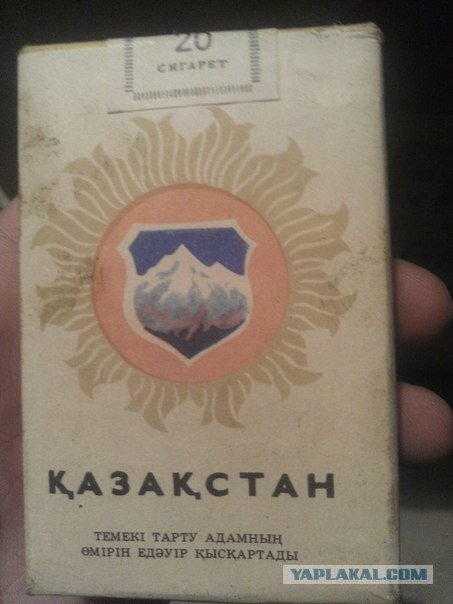 20
СИГАРЕТ
ҚАЗАҚСТАН
ТЕМЕКІ ТАРТУ АДАМНЫҢ
ӨМІРІН ЕДӘУІР ҚЫСҚАРТАДЫ
YAPLAKAL.COM